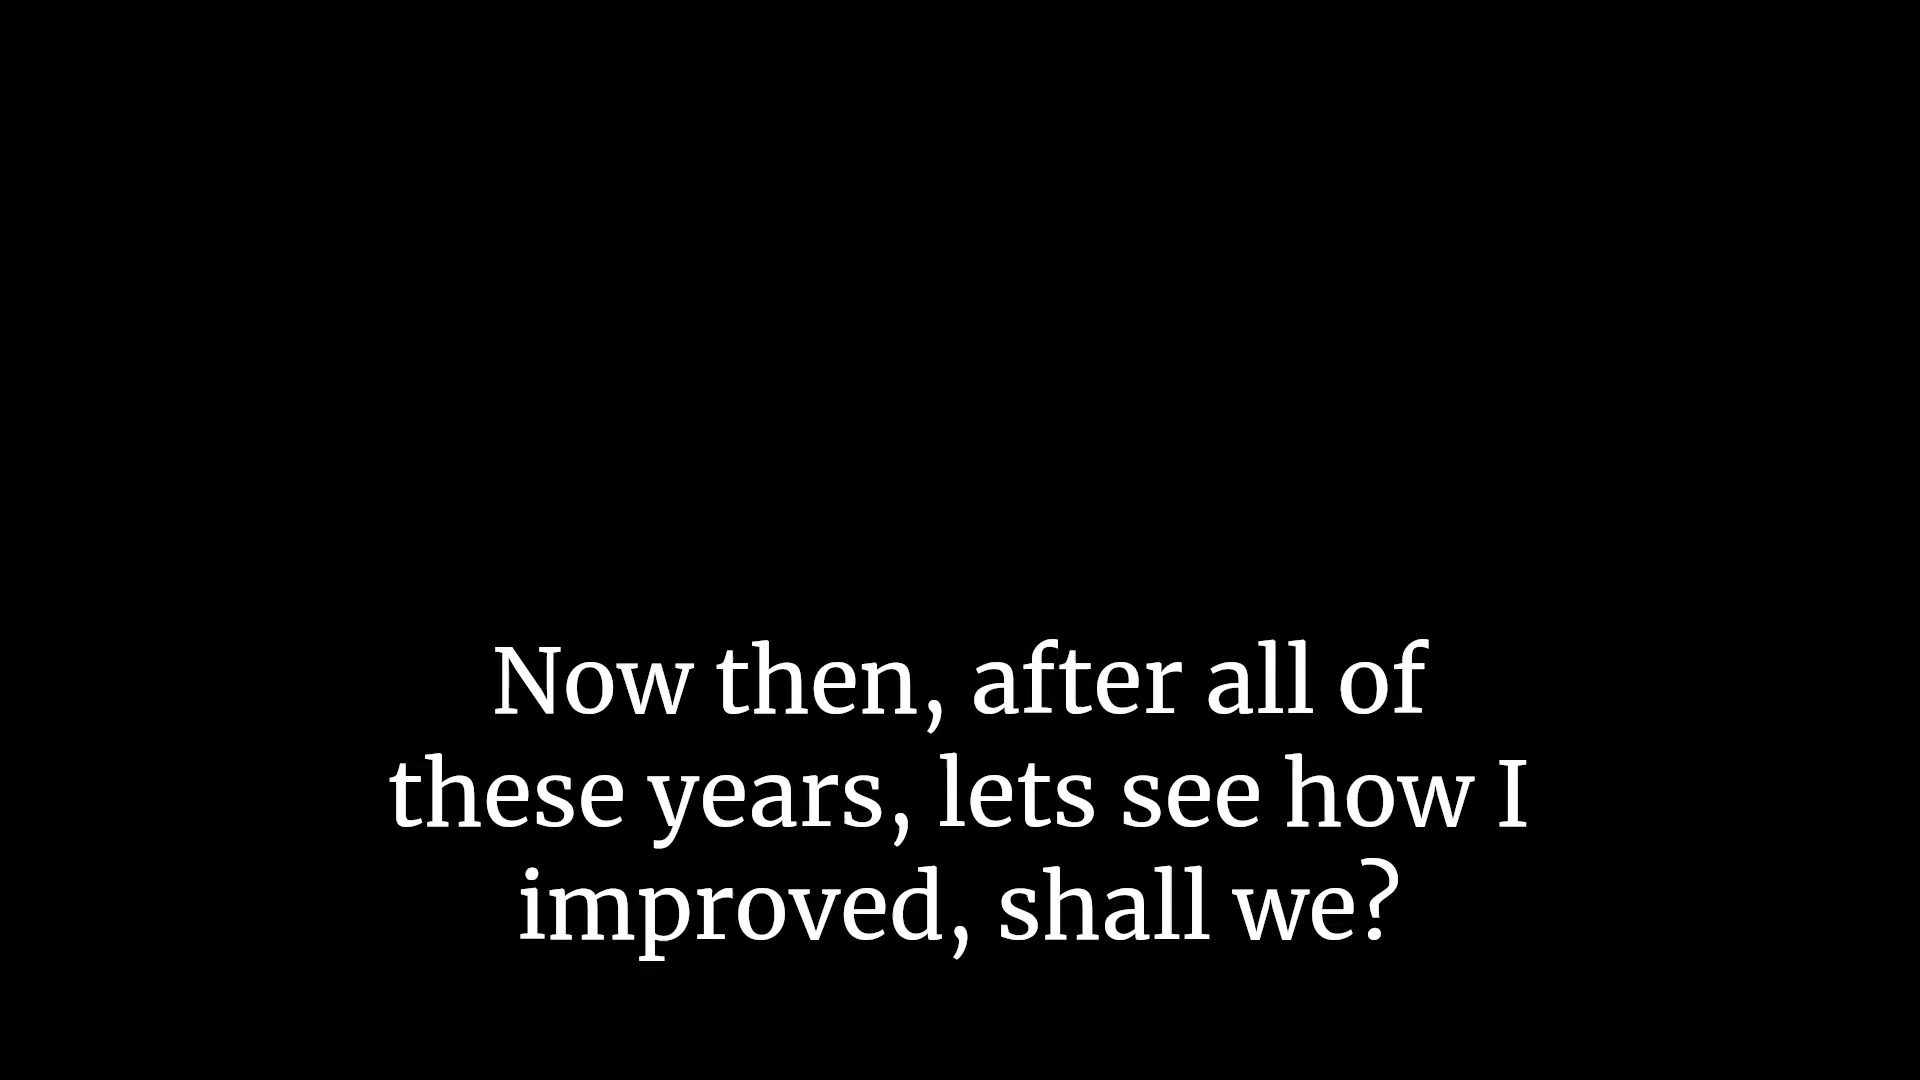 Now then, after all of
these years, lets see how I
improved, shall we?